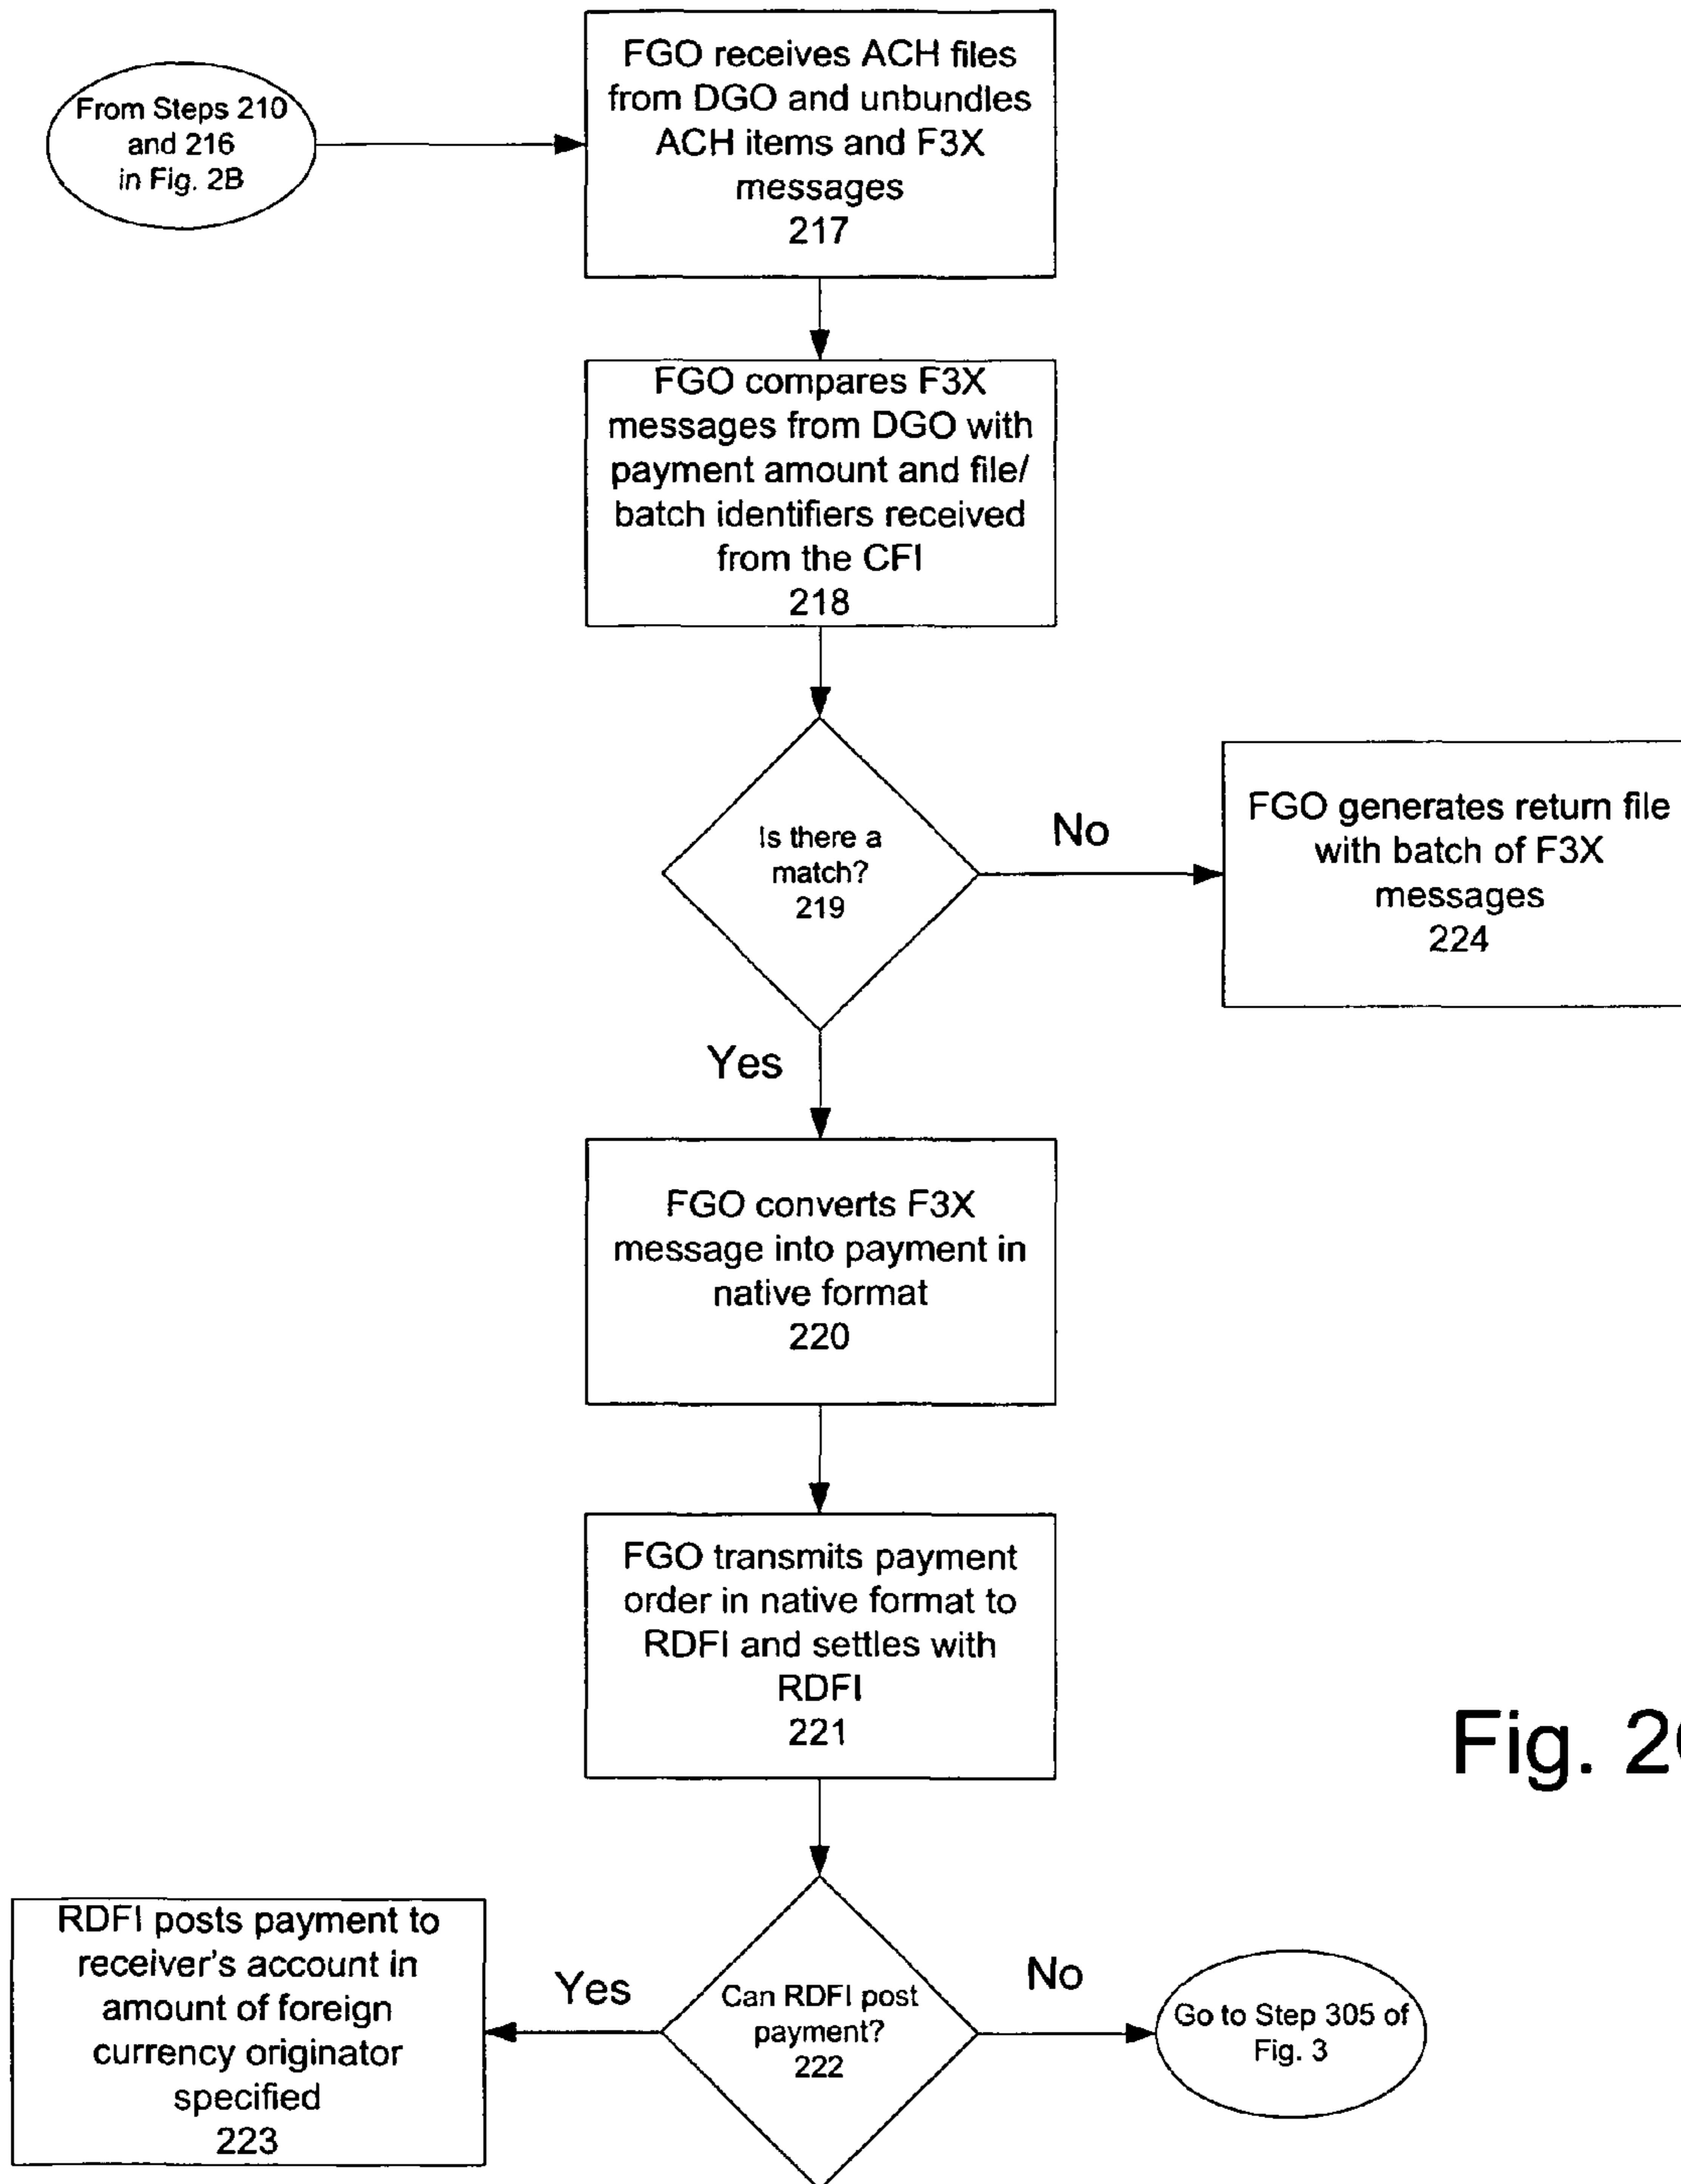 From Steps 210
and 216
in Fig. 2B
FGO receives ACH files
from DGO and unbundles
ACH items and F3X
messages
217
FGO compares F3X
messages from DGO with
payment amount and file/
batch identifiers received
from the CFI
218
Is there a
match?
219
No
FGO generates return file
with batch of F3X
messages
224
Yes
FGO converts F3X
message into payment in
native format
220
FGO transmits payment
order in native format to
RDFI and settles with
RDFI
221
Fig.
RDFI posts payment to
receiver's account in
amount of foreign
currency originator
specified
223
Yes
Can RDFI post
payment?
222
No
Go to Step 305 of
Fig. 3